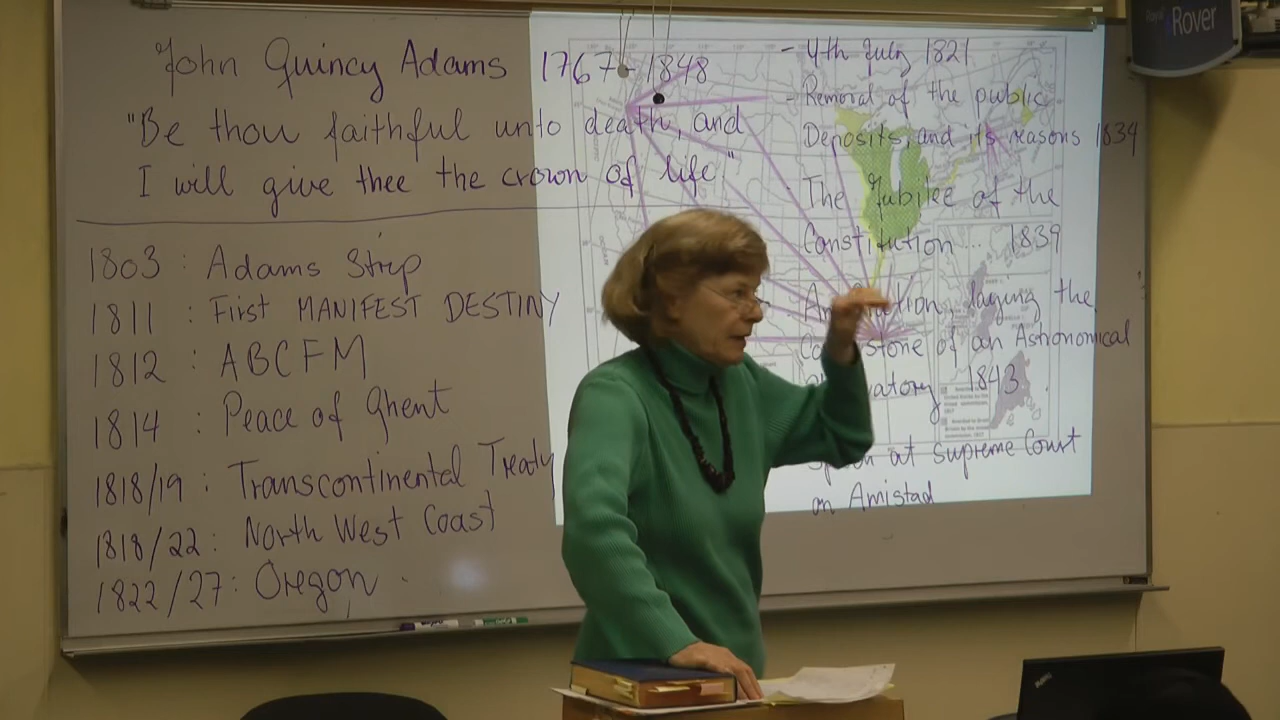 John Quincy Adams 1767-1848
"Be thou faithful unto death, and
I will give thee the crown of life."
1803 : Adams Strip
1811 : First MANIFEST DESTINY
1812 : ABCFM
1814 : Peace of Ghent
1818/19 : Transcontinental Treaty
1818/22 : North West Coast
1822/27 : Oregon
- 4th July 1821
- Removal of the public
Deposits, and its reasons 1834
- The Jubilee of the
Constitution ... 1839
laying the
of an Astronomical
1843
at Supreme Court
on Amistad
Rover